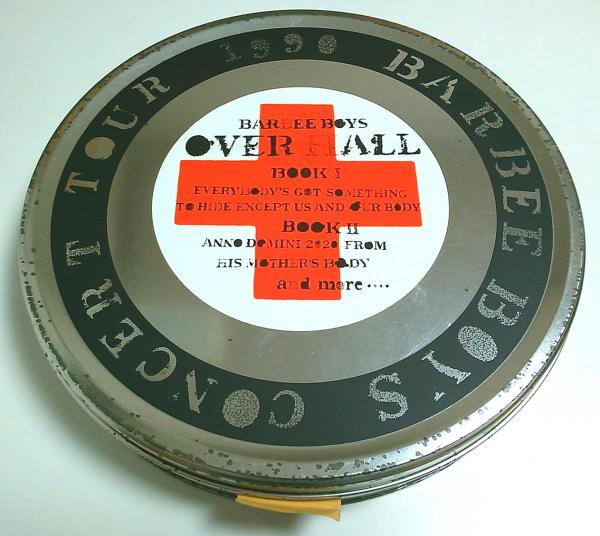 BARBEE BOYS
CONCERT TOUR 1990
BARBEE BOYS
OVER HALL
BOOK I
EVERYBODY'S GOT SOMETHING
TO HIDE EXCEPT US AND OUR BODY
BOOK II
ANNO DOMINI 2020 FROM
HIS MOTHER'S BODY
and more....